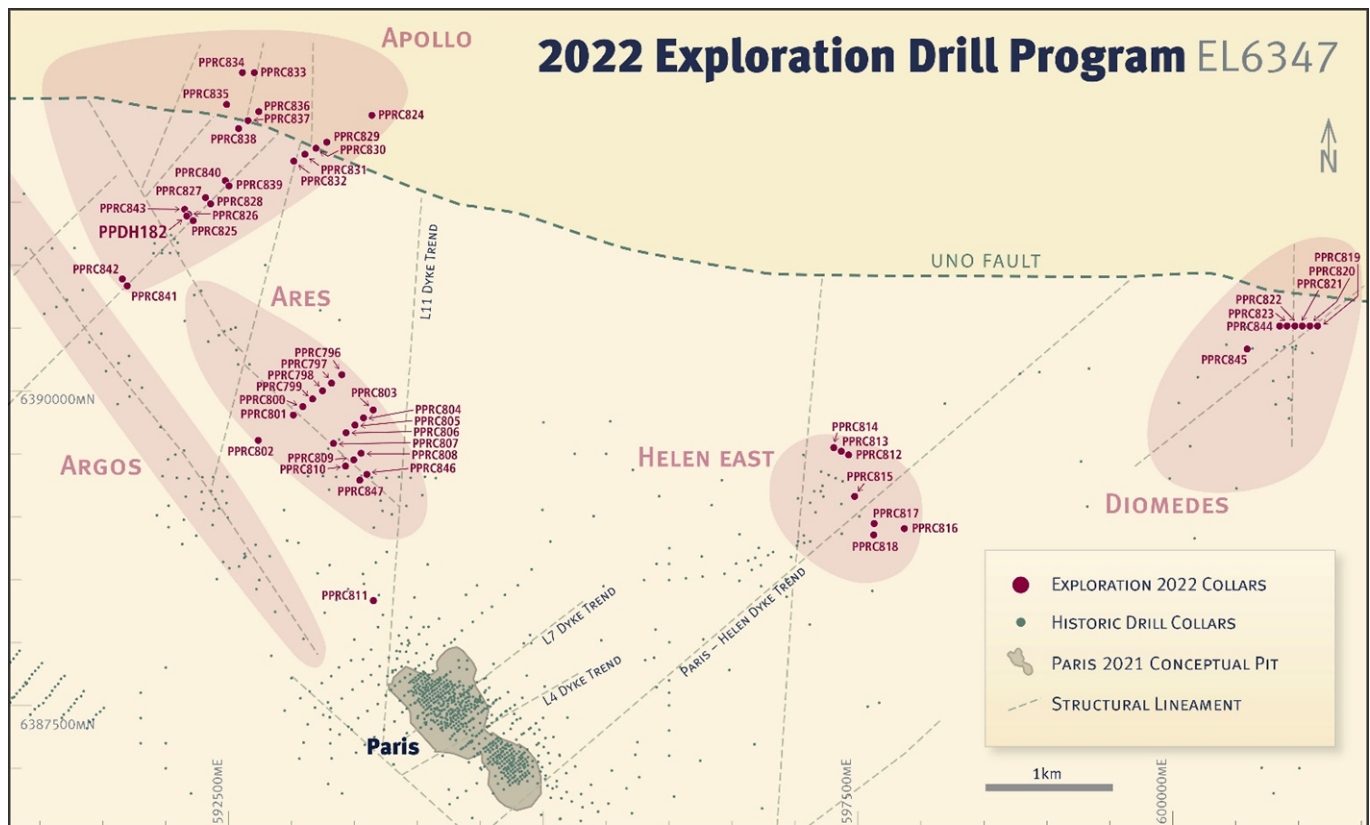 2022 Exploration Drill Program EL6347
APOLLO
PPRC834
PPRC833
PPRC835
PPRC836
PPRC837
PPRC838
PPRC824
PPRC829
PPRC830
PPRC831
PPRC832
N
PPRC840
PPRC839
PPRC827
PPRC828
PPRC843
PPRC826
PPDH182
PPRC825
PPRC842
PPRC841
L11 DYKE TREND
UNO FAULT
PPRC819
PPRC820
PPRC821
PPRC822
PPRC823
PPRC844
PPRC845
ARES
PPRC796
PPRC797
PPRC798
PPRC799
PPRC800
PPRC801
PPRC802
PPRC803
PPRC804
PPRC805
PPRC806
PPRC807
PPRC808
PPRC809
PPRC810
PPRC846
PPRC847
6390000MN
ARGOS
HELEN EAST
PPRC814
PPRC813
PPRC812
PPRC815
PPRC817
PPRC816
PPRC818
DIOMEDES
PPRC811
L7 DYKE TREND
L4 DYKE TREND
PARIS – HELEN DYKE TREND
6387500MN
Paris
EXPLORATION 2022 COLLARS
HISTORIC DRILL COLLARS
PARIS 2021 CONCEPTUAL PIT
STRUCTURAL LINEAMENT
1km
592500ME
597500ME
600000ME